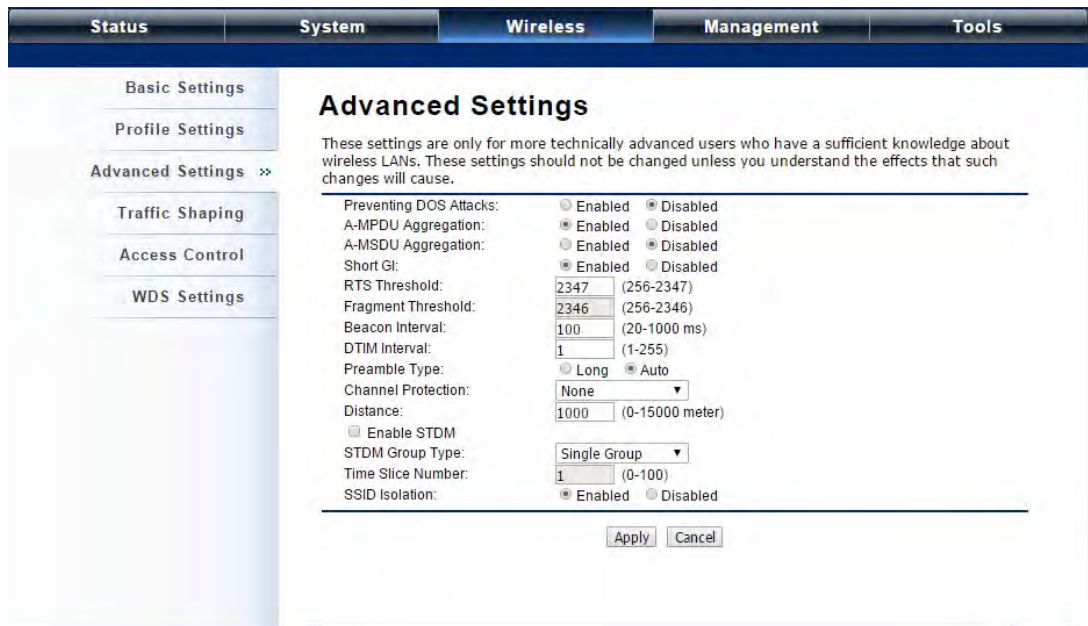 Status System Wireless Management Tools
Basic Settings
Profile Settings
Advanced Settings »
Traffic Shaping
Access Control
WDS Settings
Advanced Settings
These settings are only for more technically advanced users who have a sufficient knowledge about
wireless LANs. These settings should not be changed unless you understand the effects that such
changes will cause.
Preventing DOS Attacks: Enabled Disabled
A-MPDU Aggregation: Enabled Disabled
A-MSDU Aggregation: Enabled Disabled
Short GI: Enabled Disabled
RTS Threshold: 2347 (256-2347)
Fragment Threshold: 2346 (256-2346)
Beacon Interval: 100 (20-1000 ms)
DTIM Interval: 1 (1-255)
Preamble Type: Long Auto
Channel Protection: None
Distance: 1000 (0-15000 meter)
Enable STDM
STDM Group Type: Single Group
Time Slice Number: 1 (0-100)
SSID Isolation: Enabled Disabled
Apply Cancel